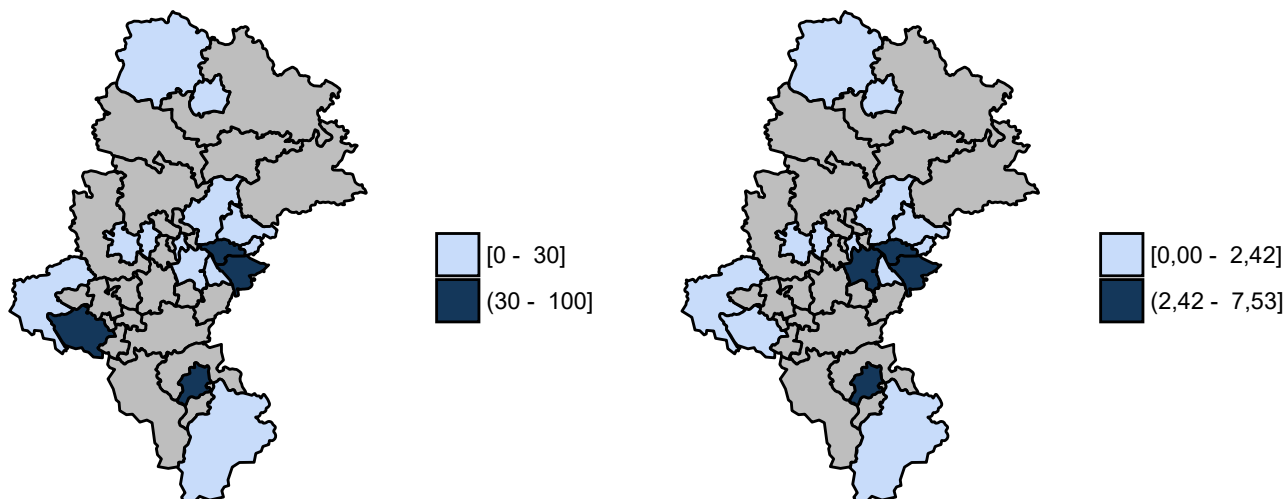 [0 - 30]
(30 - 100]
[0,00 - 2,42]
(2,42 - 7,53]